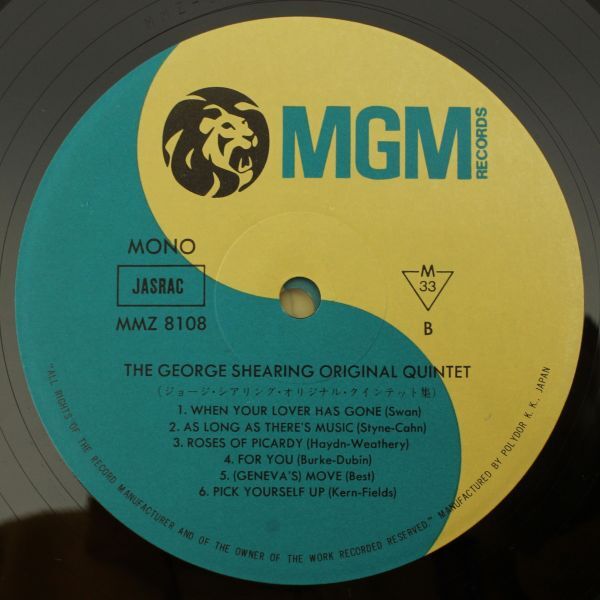 MGM
RECORDS
MONO
JASRAC
MMZ 8108
M
33
B
THE GEORGE SHEARING ORIGINAL QUINTET
(ジョージ・シアリング・オリジナル・クインテット集)
1. WHEN YOUR LOVER HAS GONE (Swan)
2. AS LONG AS THERE'S MUSIC (Styne-Cahn)
3. ROSES OF PICARDY (Haydn-Weathery)
4. FOR YOU (Burke-Dubin)
5. (GENEVA'S) MOVE (Best)
6. PICK YOURSELF UP (Kern-Fields)
"ALL RIGHTS OF THE RECORD MANUFACTURER AND OF THE OWNER OF THE WORK RECORDED RESERVED." MANUFACTURED BY POLYDOR K. K., JAPAN